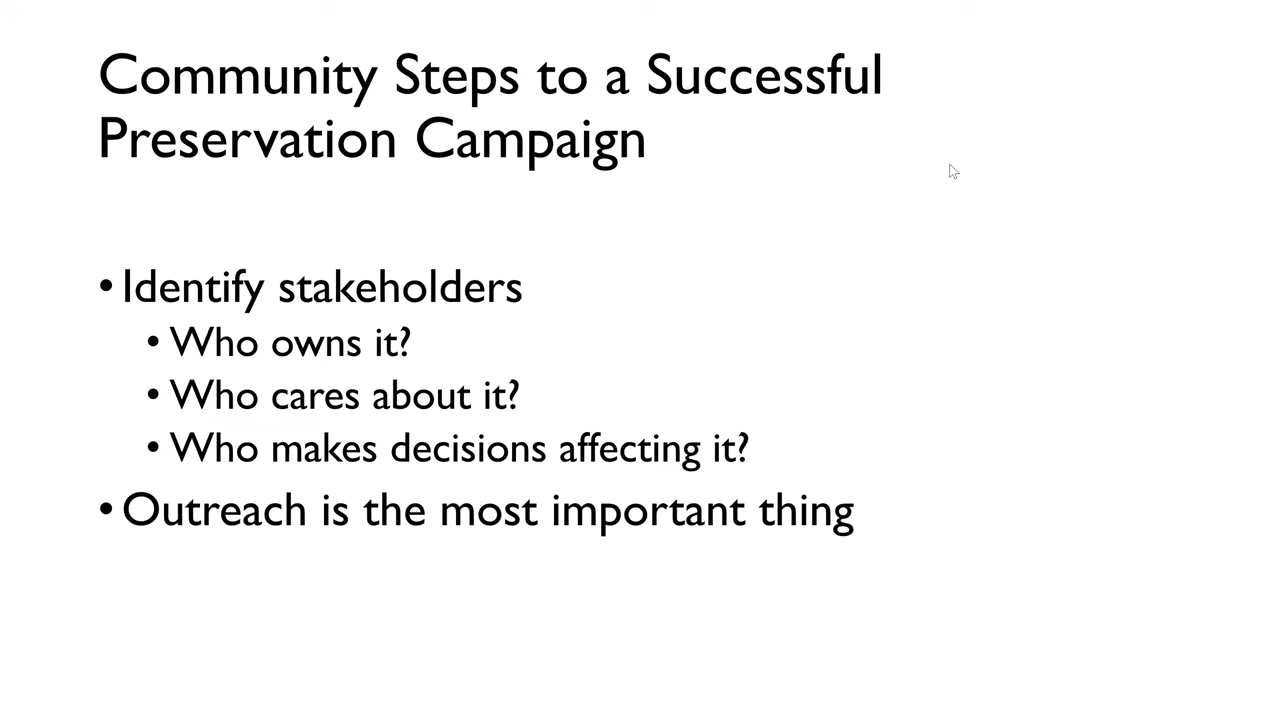 Community Steps to a Successful
Preservation Campaign
• Identify stakeholders
• Who owns it?
• Who cares about it?
• Who makes decisions affecting it?
• Outreach is the most important thing